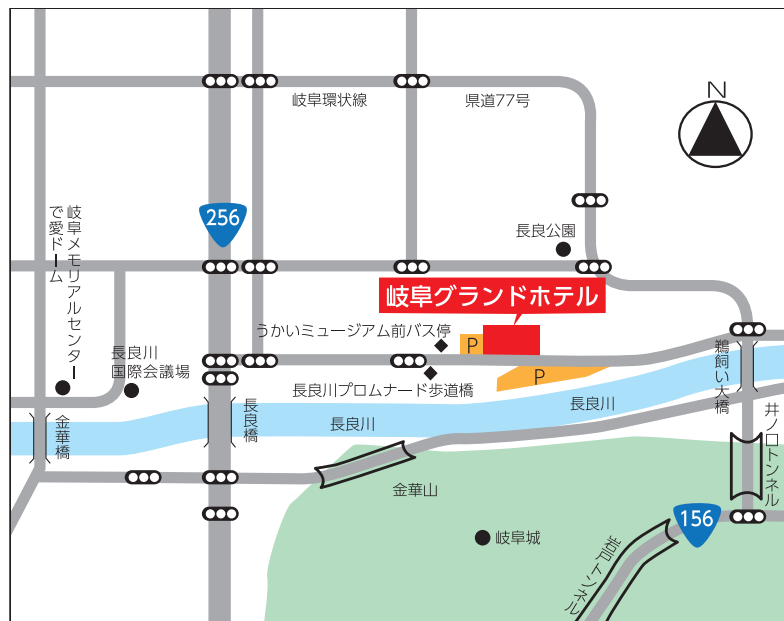 N
岐阜環状線
県道77号
256
長良公園
岐阜メモリアルセンター
で愛ドーム
岐阜グランドホテル
うかいミュージアム前バス停
P
長良川
国際会議場
P
長良川プロムナード歩道橋
鵜飼い大橋
長良川
長良川
長良橋
金華橋
井ノ口トンネル
金華山
156
岐阜城
岩戸トンネル